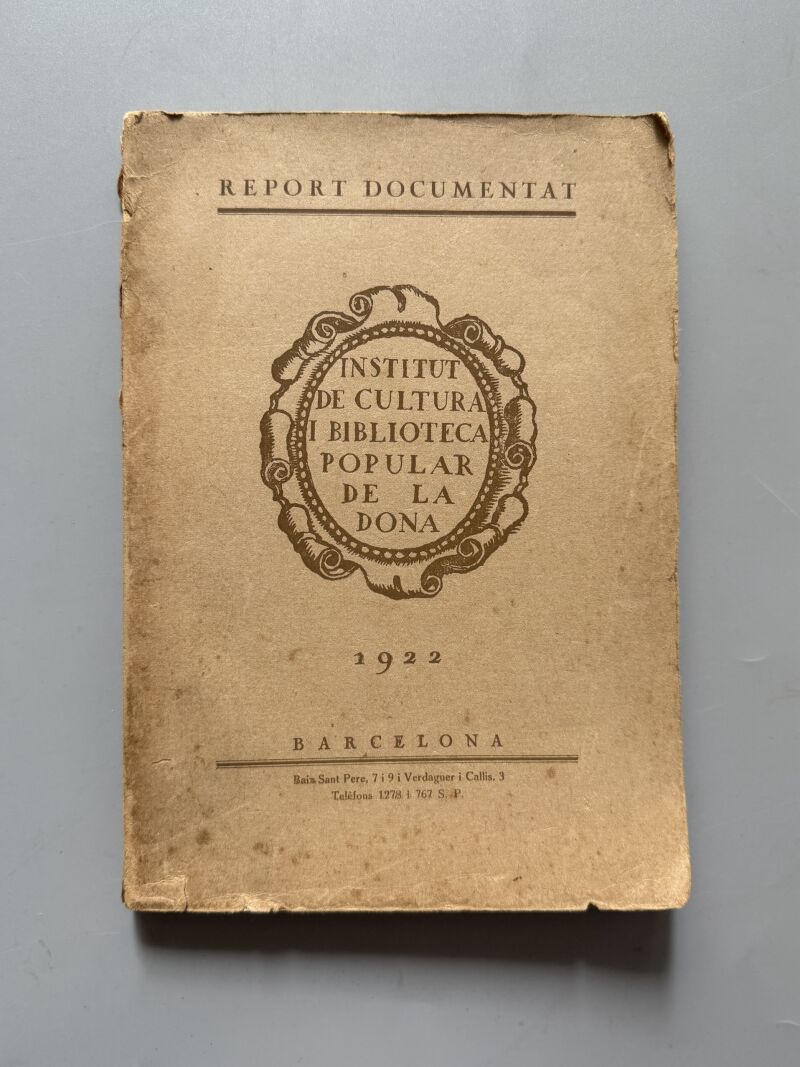 REPORT DOCUMENTAT
INSTITUT
DE CULTURA
I BIBLIOTECA
POPULAR
DE LA
DONA
1922
BARCELONA
Baix Sant Pere, 7 i 9 i Verdaguer i Callis, 3
Telèfons 1278 i 767 S. P.